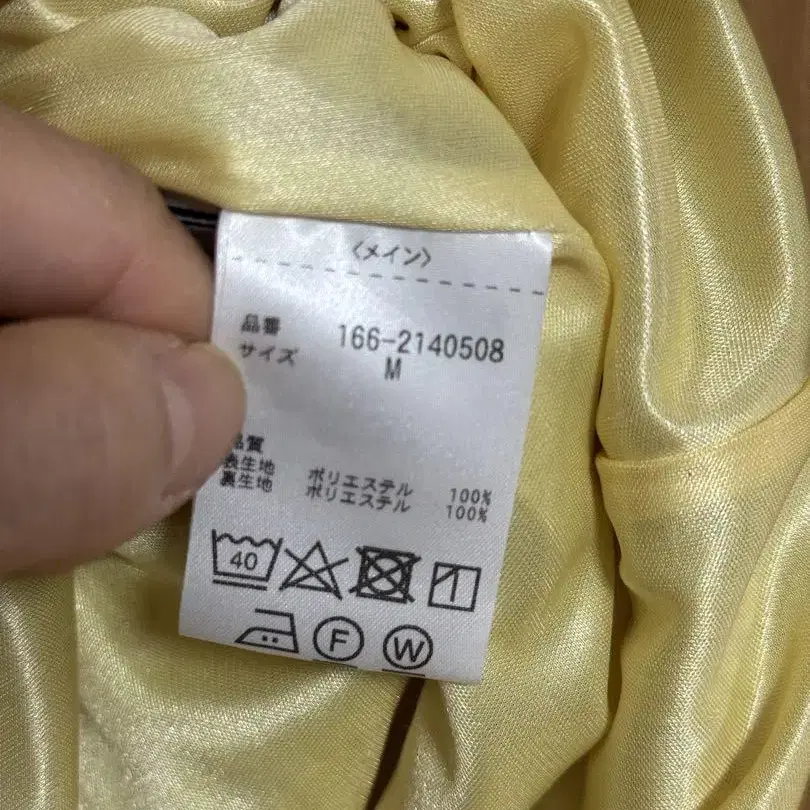 〈メイン〉
品番 166-2140508
サイズ M
品質
表生地 ポリエステル 100%
裏生地 ポリエステル 100%
40
F W